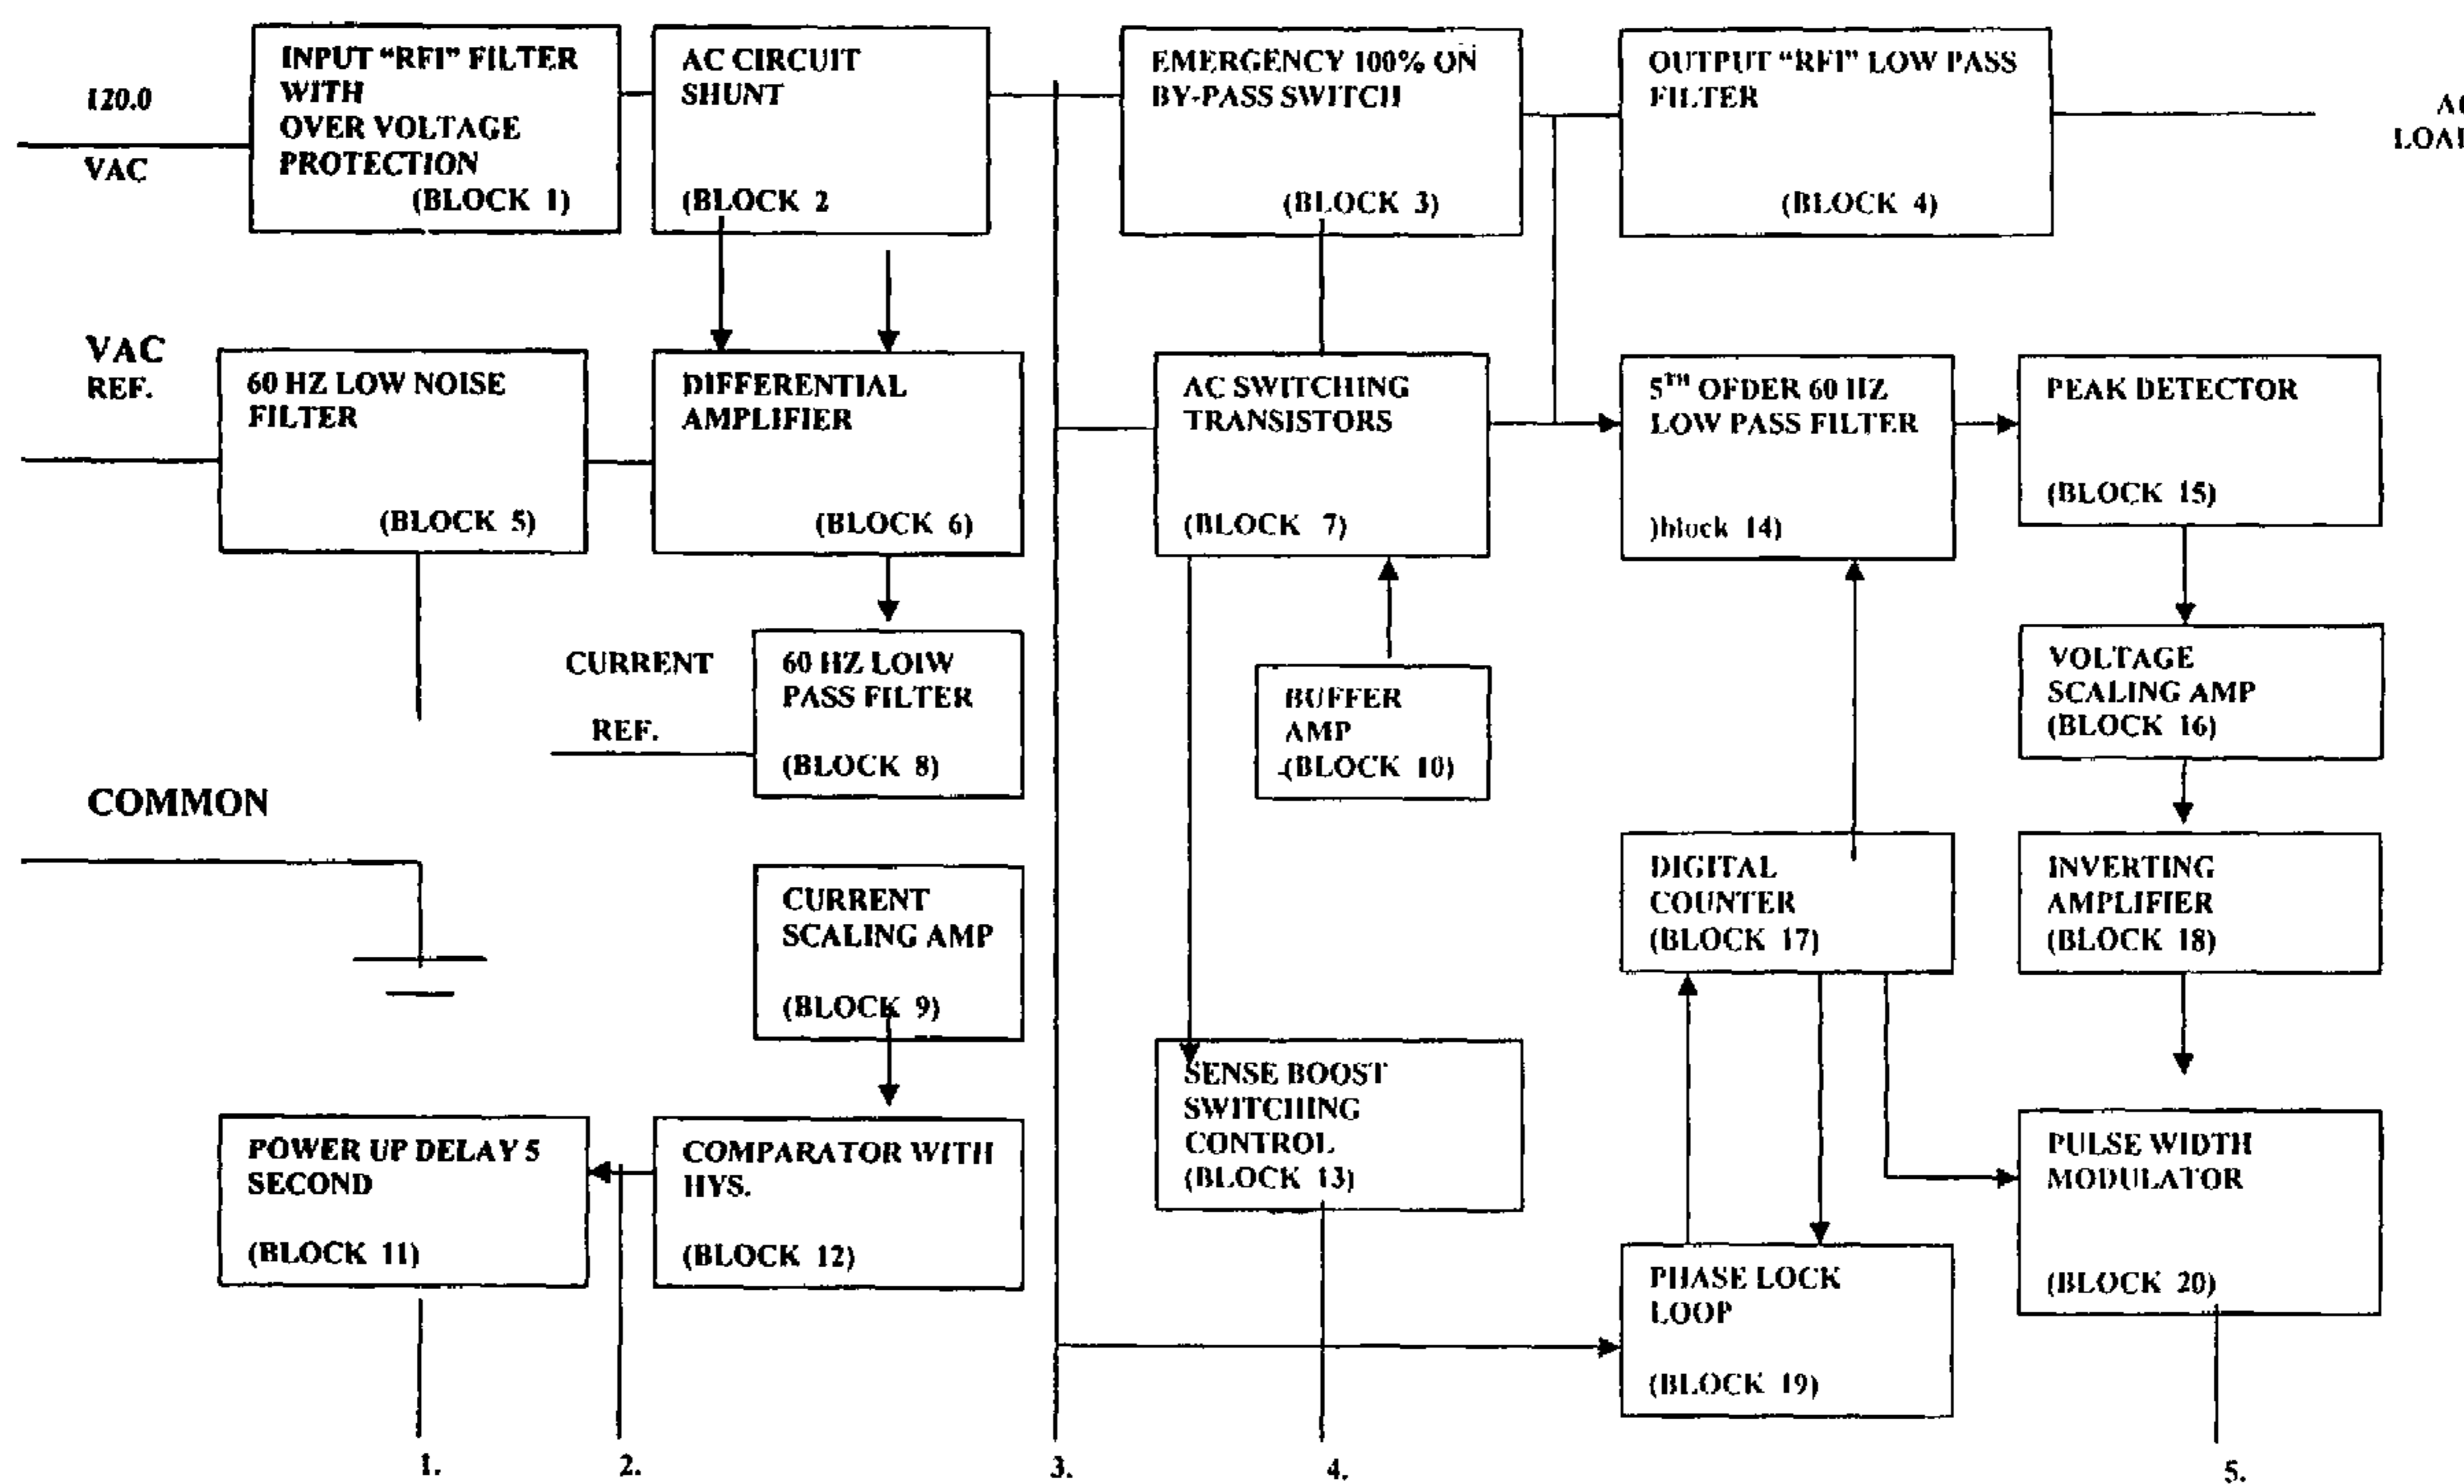 120.0
VAC
INPUT “RFI” FILTER
WITH
OVER VOLTAGE
PROTECTION
(BLOCK 1)
AC CIRCUIT
SHUNT
(BLOCK 2
EMERGENCY 100% ON
BY-PASS SWITCH
(BLOCK 3)
OUTPUT “RFI” LOW PASS
FILTER
(BLOCK 4)
VAC
REF.
60 HZ LOW NOISE
FILTER
(BLOCK 5)
DIFFERENTIAL
AMPLIFIER
(BLOCK 6)
AC SWITCHING
TRANSISTORS
(BLOCK 7)
5TH OFDER 60 HZ
LOW PASS FILTER
)block 14)
PEAK DETECTOR
(BLOCK 15)
CURRENT
REF.
60 HZ LOIW
PASS FILTER
(BLOCK 8)
BUFFER
AMP
(BLOCK 10)
VOLTAGE
SCALING AMP
(BLOCK 16)
COMMON
CURRENT
SCALING AMP
(BLOCK 9)
DIGITAL
COUNTER
(BLOCK 17)
INVERTING
AMPLIFIER
(BLOCK 18)
POWER UP DELAY 5
SECOND
(BLOCK 11)
COMPARATOR WITH
HYS.
(BLOCK 12)
SENSE BOOST
SWITCHING
CONTROL
(BLOCK 13)
PHASE LOCK
LOOP
(BLOCK 19)
PULSE WIDTH
MODULATOR
(BLOCK 20)
1. 2. 3. 4. 5.